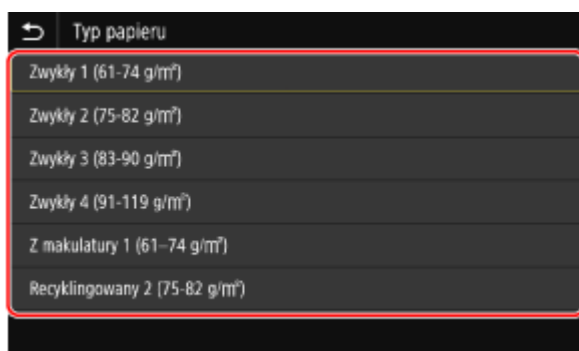 Typ papieru
Zwykły 1 (61-74 g/m²)
Zwykły 2 (75-82 g/m²)
Zwykły 3 (83-90 g/m²)
Zwykły 4 (91-119 g/m²)
Z makulatury 1 (61–74 g/m²)
Recyklingowany 2 (75-82 g/m²)